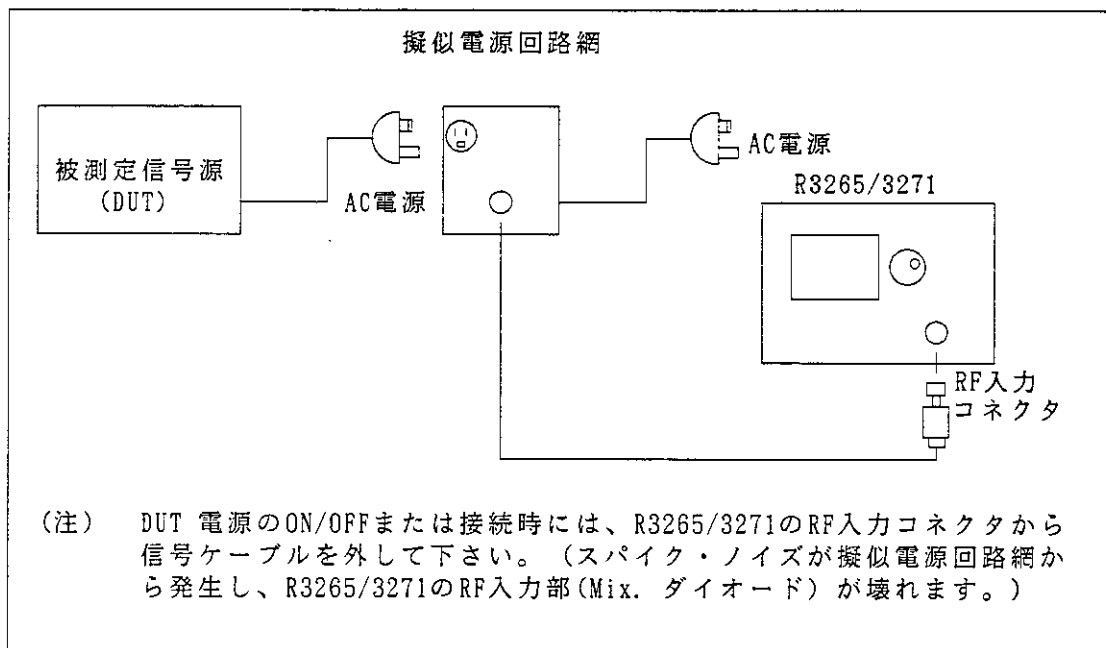 擬似電源回路網
被測定信号源
(DUT)
AC電源
AC電源
R3265/3271
RF入力
コネクタ
(注) DUT 電源のON/OFFまたは接続時には、R3265/3271のRF入力コネクタから
信号ケーブルを外して下さい。(スパイク・ノイズが擬似電源回路網か
ら発生し、R3265/3271のRF入力部(Mix. ダイオード)が壊れます。)